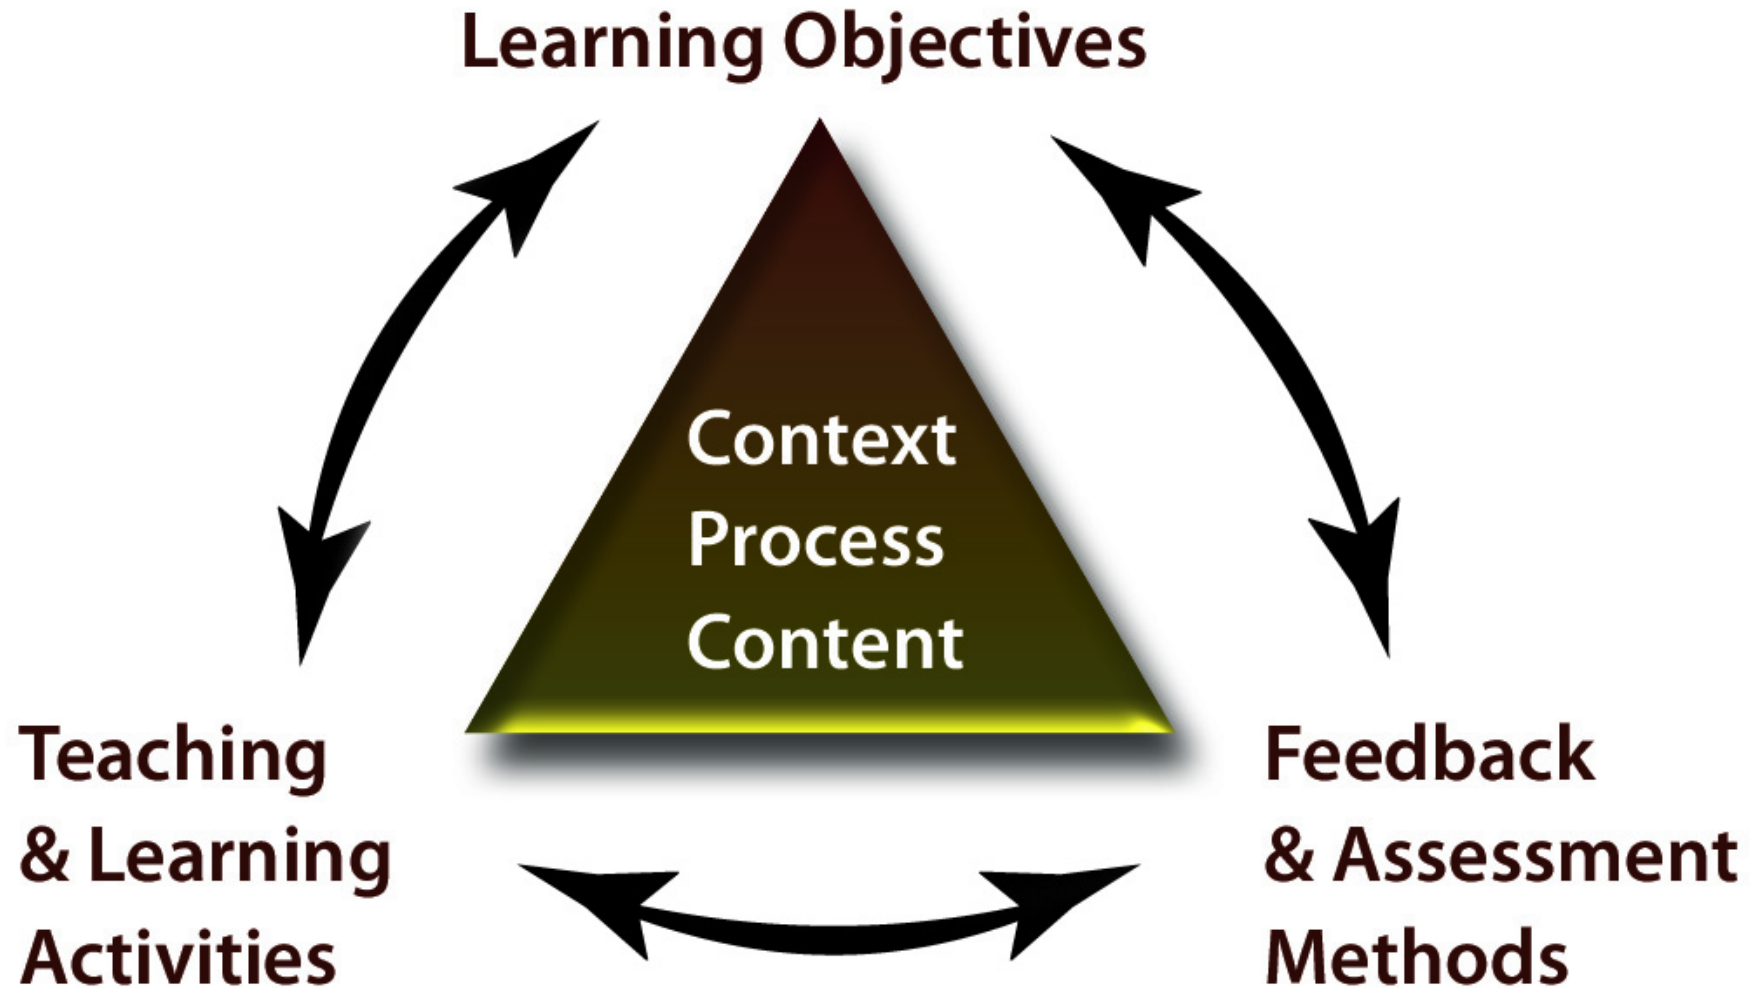 Learning Objectives
Context
Process
Content
Teaching
& Learning
Activities
Feedback
& Assessment
Methods